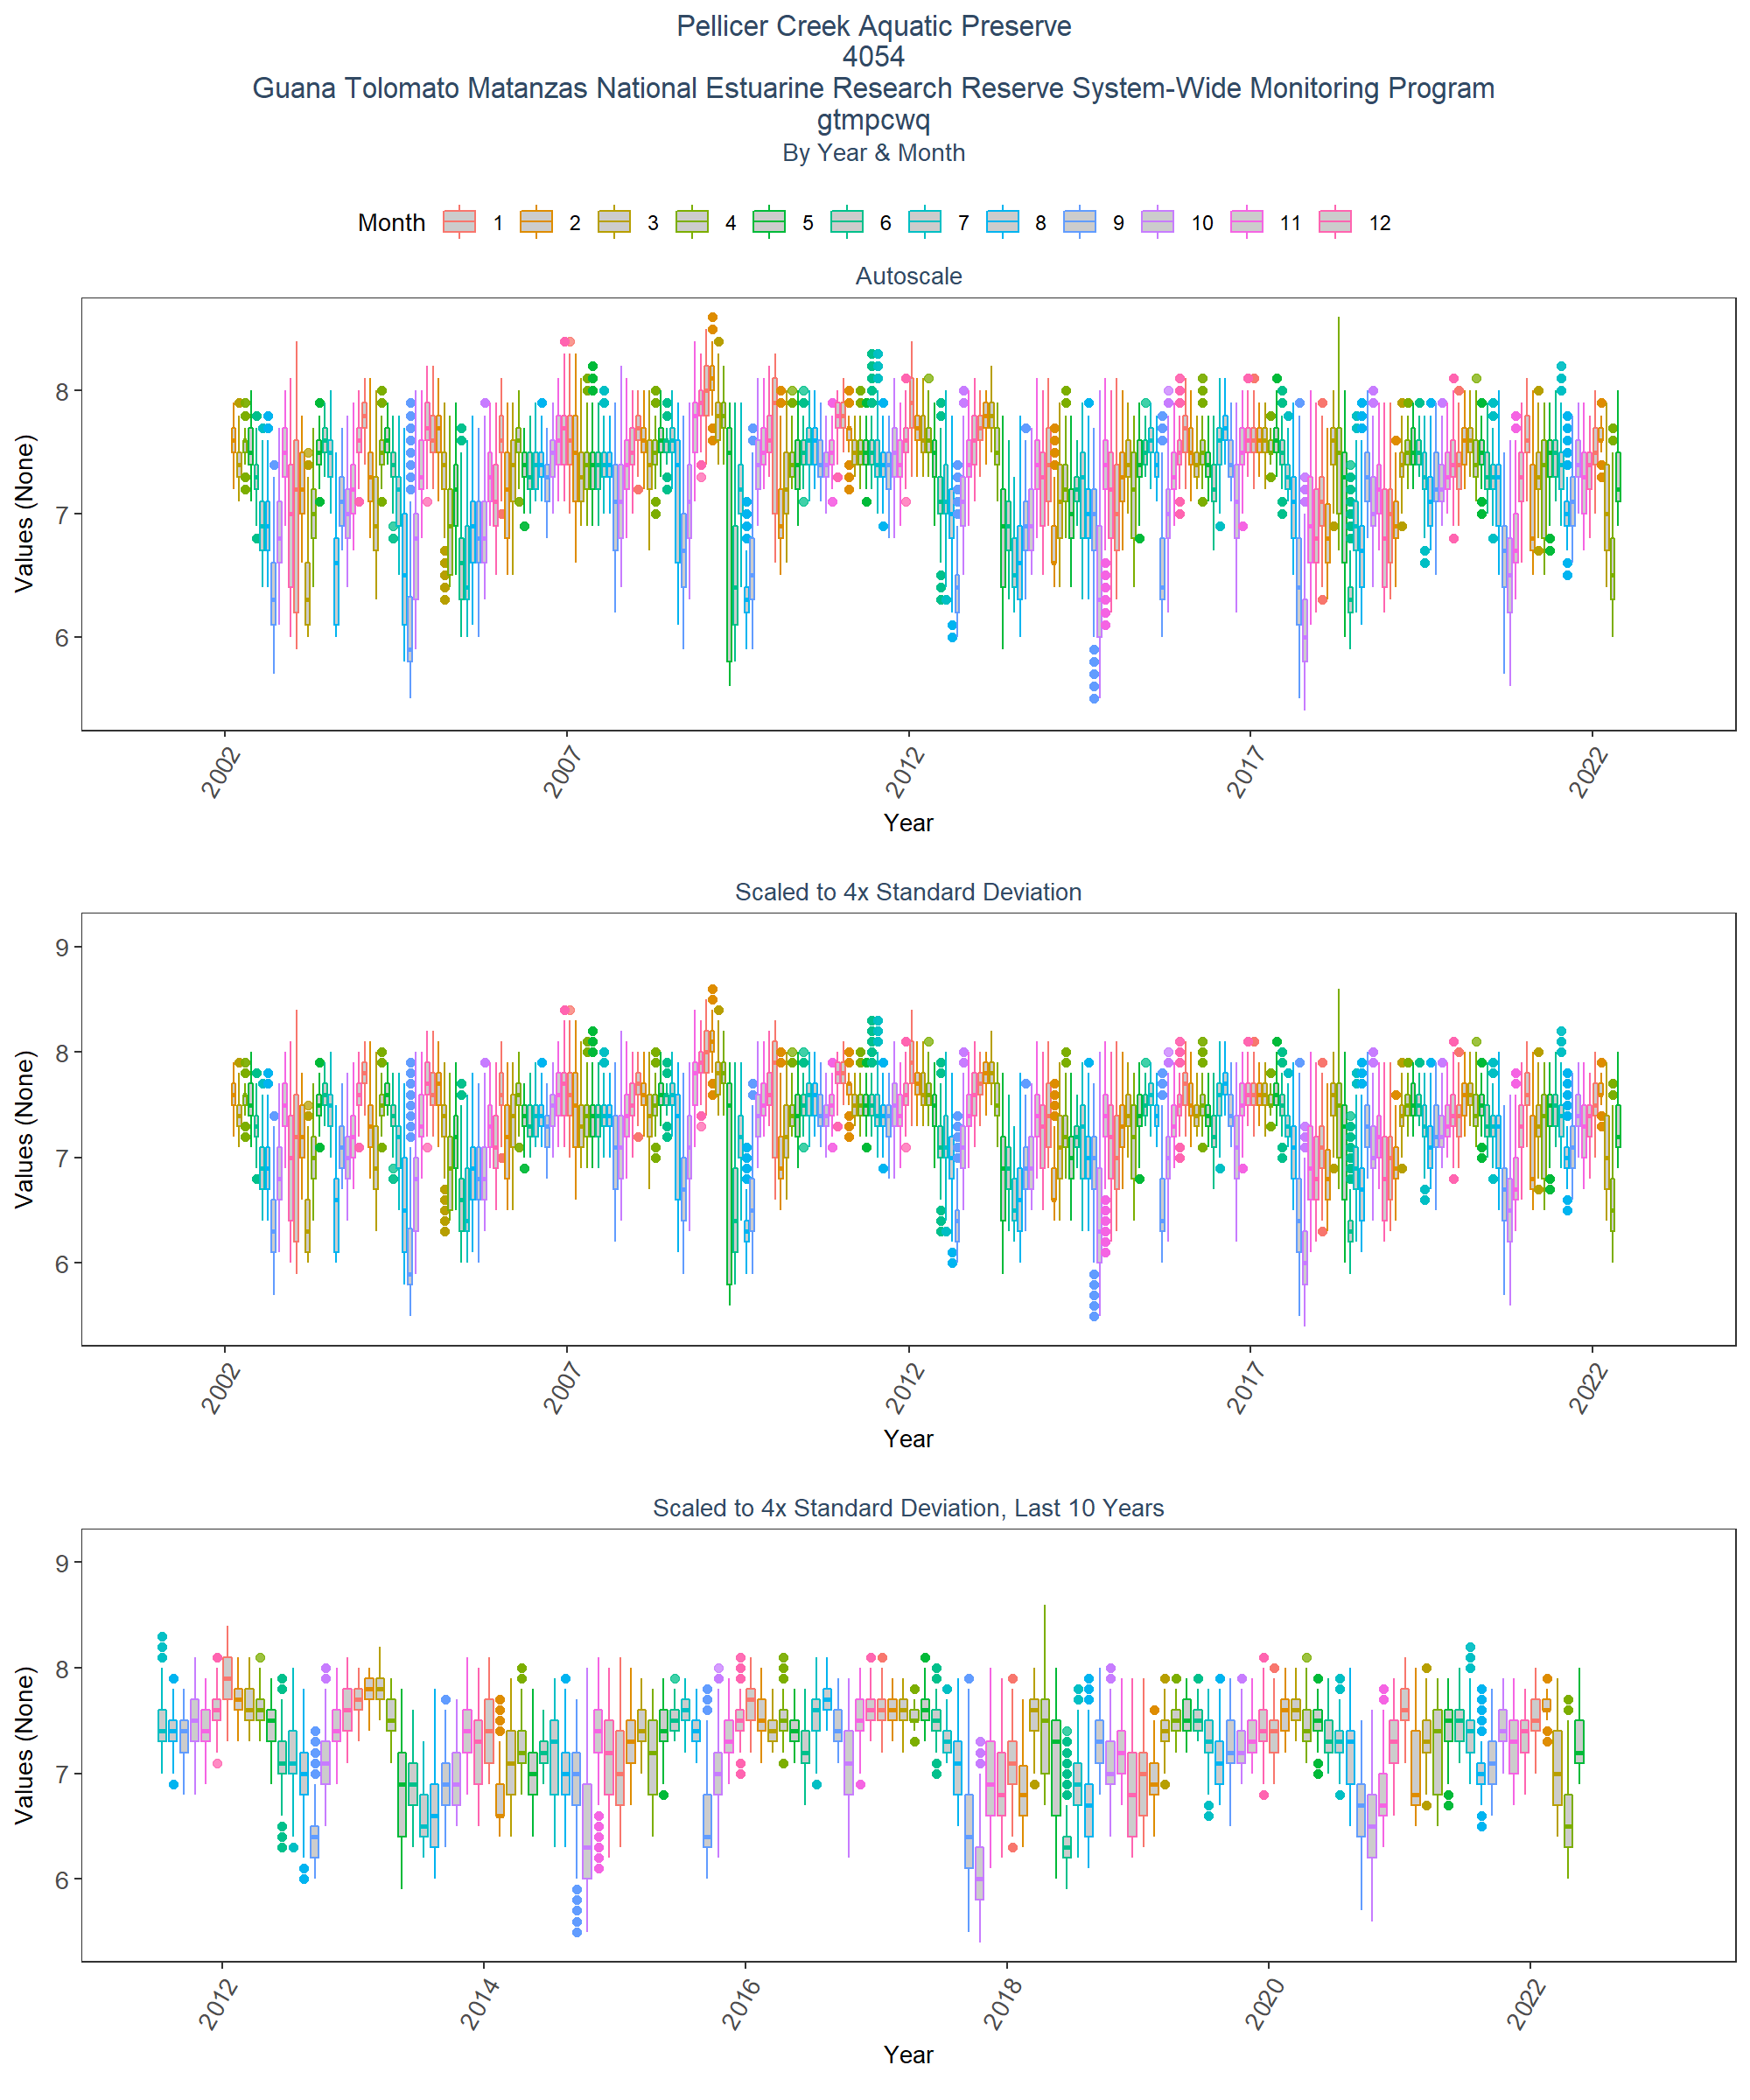 Pellicer Creek Aquatic Preserve
4054
Guana Tolomato Matanzas National Estuarine Research Reserve System-Wide Monitoring Program
gtmpcwq
By Year & Month
Month 1 2 3 4 5 6 7 8 9 10 11 12
Autoscale
Values (None)
8
7
6
2002 2007 2012 2017 2022
Year
Scaled to 4x Standard Deviation
Values (None)
9
8
7
6
2002 2007 2012 2017 2022
Year
Scaled to 4x Standard Deviation, Last 10 Years
Values (None)
9
8
7
6
2012 2014 2016 2018 2020 2022
Year